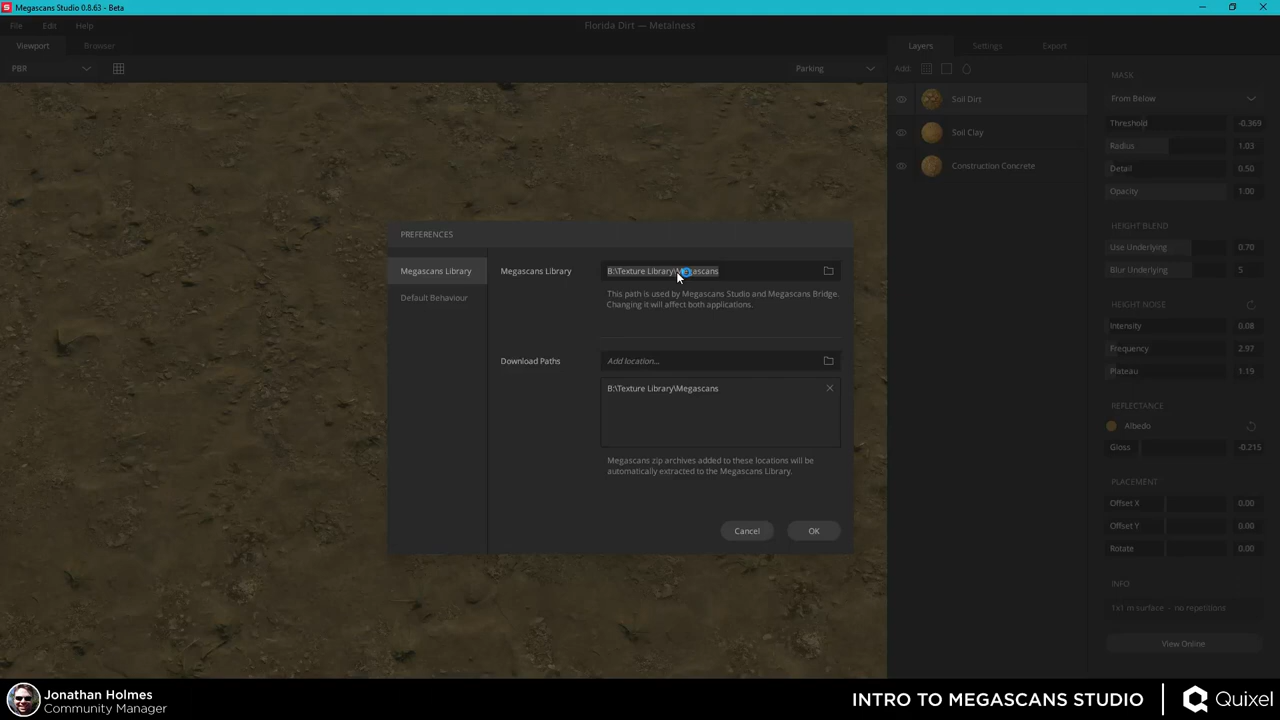 Megascans Studio 0.8.63 - Beta
File Edit Help
Florida Dirt — Metalness
Viewport Browser
Layers Settings Export
PBR
Parking
Add:
Soil Dirt
Soil Clay
Construction Concrete
MASK
From Below
Threshold -0.369
Radius 1.03
Detail 0.50
Opacity 1.00
HEIGHT BLEND
Use Underlying 0.70
Blur Underlying 5
HEIGHT NOISE
Intensity 0.08
Frequency 2.97
Plateau 1.19
REFLECTANCE
Albedo
Gloss -0.215
PLACEMENT
Offset X 0.00
Offset Y 0.00
Rotate 0.00
INFO
1x1 m surface - no repetitions
View Online
PREFERENCES
Megascans Library
Default Behaviour
Megascans Library
B:\Texture Library\Megascans
This path is used by Megascans Studio and Megascans Bridge.
Changing it will affect both applications.
Download Paths
Add location...
B:\Texture Library\Megascans
Megascans zip archives added to these locations will be
automatically extracted to the Megascans Library.
Cancel OK
Jonathan Holmes
Community Manager
INTRO TO MEGASCANS STUDIO
Quixel